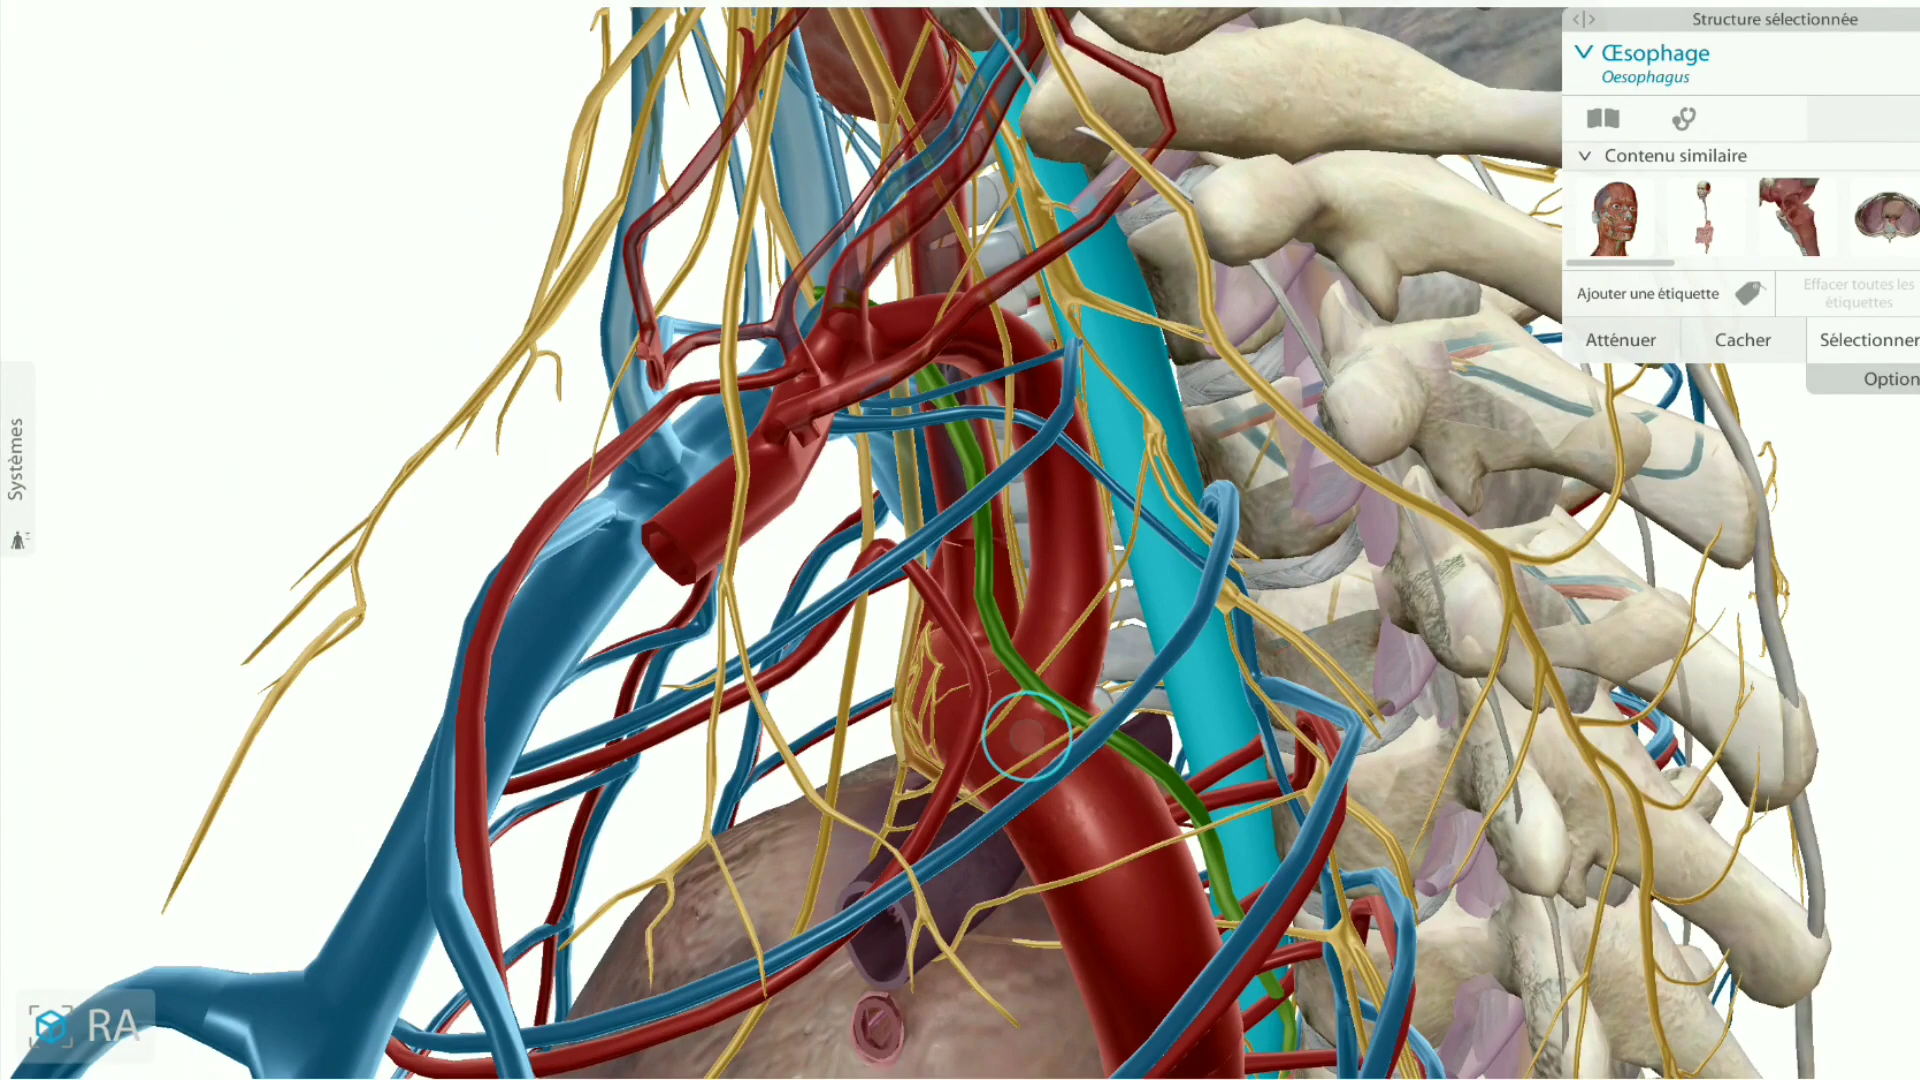 Structure sélectionnée
Œsophage
Oesophagus
Contenu similaire
Ajouter une étiquette
Effacer toutes les
étiquettes
Atténuer
Cacher
Sélectionner
Option
Systèmes
RA